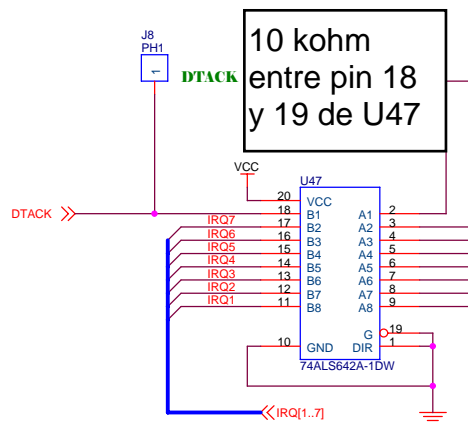 J8
PH1
1
DTACK
10 kohm
entre pin 18
y 19 de U47
VCC
U47
20 VCC
DTACK
18 B1 A1 2
IRQ7 17 B2 A2 3
IRQ6 16 B3 A3 4
IRQ5 15 B4 A4 5
IRQ4 14 B5 A5 6
IRQ3 13 B6 A6 7
IRQ2 12 B7 A7 8
IRQ1 11 B8 A8 9
G 19
10 GND DIR 1
74ALS642A-1DW
IRQ[1..7]